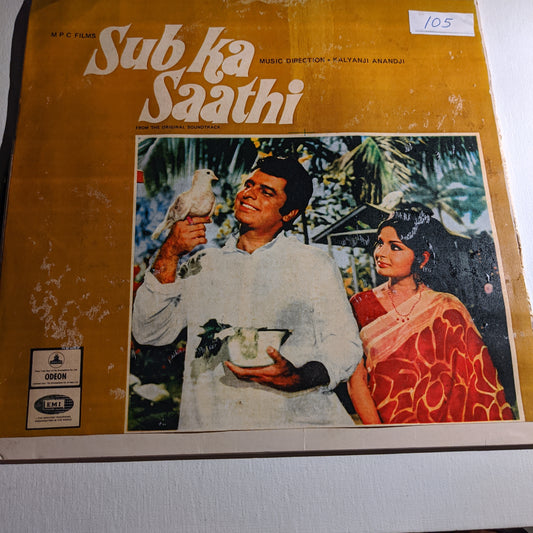 105
M P C FILMS
Sub ka
Saathi
MUSIC DIRECTION • KALYANJI ANANDJI
FROM THE ORIGINAL SOUNDTRACK
ODEON
EMI